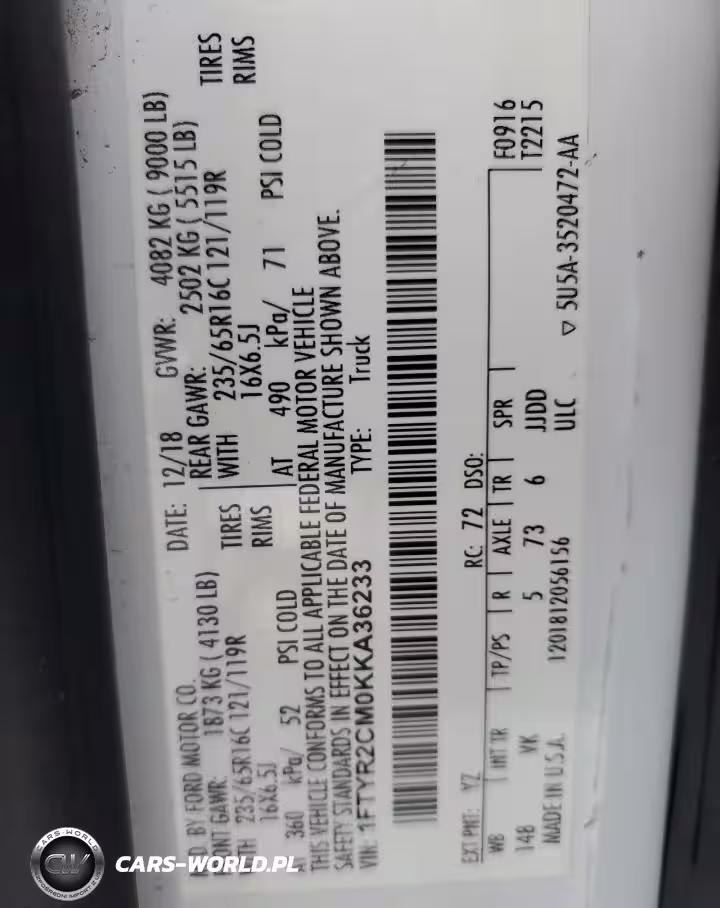 MFD. BY FORD MOTOR CO. DATE: 12/18 GVWR: 4082 KG ( 9000 LB)
FRONT GAWR: 1873 KG ( 4130 LB) REAR GAWR: 2502 KG ( 5515 LB)
WITH 235/65R16C 121/119R TIRES WITH 235/65R16C 121/119R TIRES
16X6.5J RIMS 16X6.5J RIMS
AT 360 kPa/ 52 PSI COLD AT 490 kPa/ 71 PSI COLD
THIS VEHICLE CONFORMS TO ALL APPLICABLE FEDERAL MOTOR VEHICLE
SAFETY STANDARDS IN EFFECT ON THE DATE OF MANUFACTURE SHOWN ABOVE.
VIN: 1FTYR2CM0KKA36233 TYPE: Truck
EXT PNT: YZ RC: 72 DSO:
WB INT TR TP/PS R AXLE TR SPR F0916
148 VK 5 73 6 JJDD T2215
ULC
MADE IN U.S.A. 1201812056156 ▽ 5U5A-3520472-AA
CARS-WORLD
CW
CARS-WORLD.PL